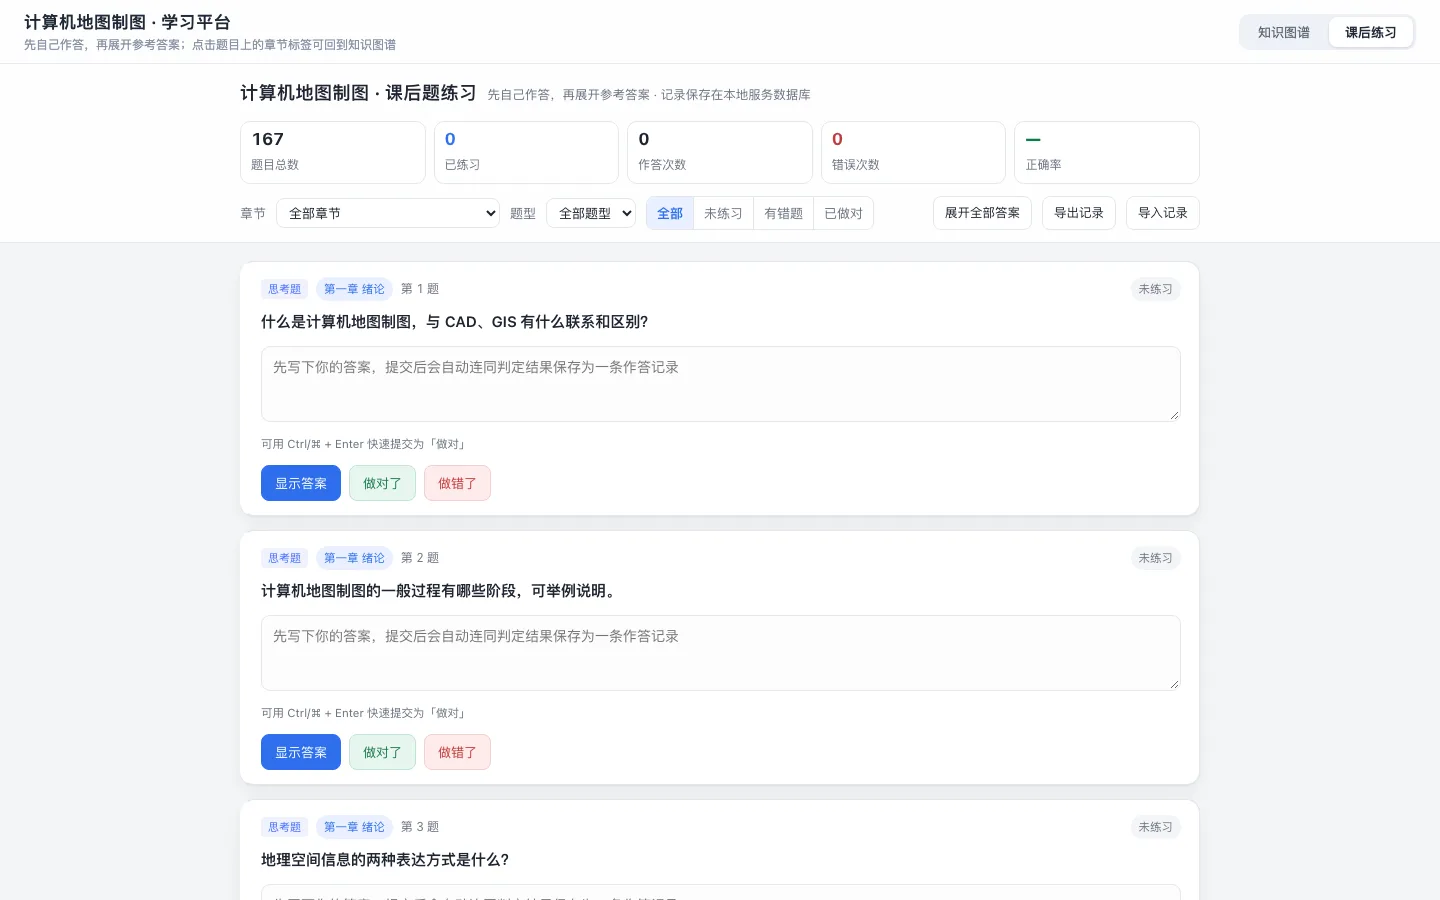 计算机地图制图 · 学习平台
先自己作答，再展开参考答案；点击题目上的章节标签可回到知识图谱
知识图谱 课后练习
计算机地图制图 · 课后题练习 先自己作答，再展开参考答案 · 记录保存在本地服务数据库
167 0 0 0 —
题目总数 已练习 作答次数 错误次数 正确率
章节 全部章节 题型 全部题型 全部 未练习 有错题 已做对 展开全部答案 导出记录 导入记录
思考题 第一章 绪论 第 1 题 未练习
什么是计算机地图制图，与 CAD、GIS 有什么联系和区别？
先写下你的答案，提交后会自动连同判定结果保存为一条作答记录
可用 Ctrl/⌘ + Enter 快速提交为「做对」
显示答案 做对了 做错了
思考题 第一章 绪论 第 2 题 未练习
计算机地图制图的一般过程有哪些阶段，可举例说明。
先写下你的答案，提交后会自动连同判定结果保存为一条作答记录
可用 Ctrl/⌘ + Enter 快速提交为「做对」
显示答案 做对了 做错了
思考题 第一章 绪论 第 3 题 未练习
地理空间信息的两种表达方式是什么？